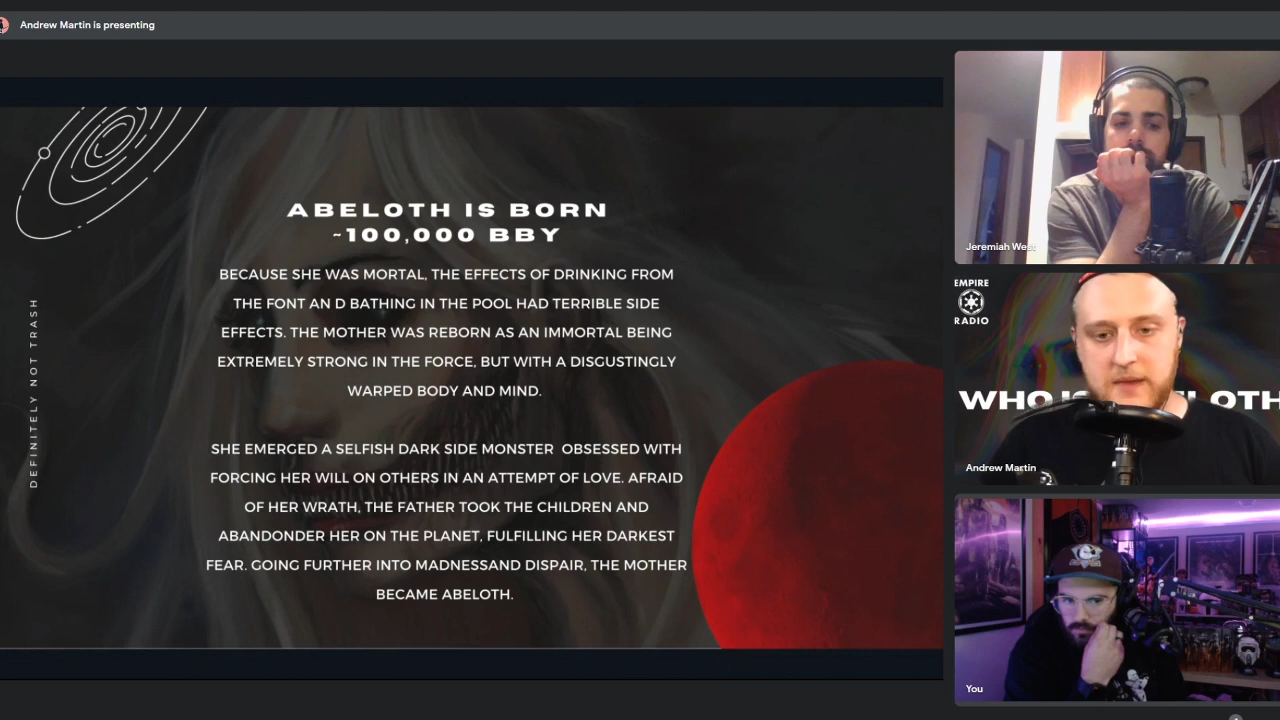 Andrew Martin is presenting
ABELOTH IS BORN
~100,000 BBY
BECAUSE SHE WAS MORTAL, THE EFFECTS OF DRINKING FROM
THE FONT AN D BATHING IN THE POOL HAD TERRIBLE SIDE
EFFECTS. THE MOTHER WAS REBORN AS AN IMMORTAL BEING
EXTREMELY STRONG IN THE FORCE, BUT WITH A DISGUSTINGLY
WARPED BODY AND MIND.
SHE EMERGED A SELFISH DARK SIDE MONSTER OBSESSED WITH
FORCING HER WILL ON OTHERS IN AN ATTEMPT OF LOVE. AFRAID
OF HER WRATH, THE FATHER TOOK THE CHILDREN AND
ABANDONDER HER ON THE PLANET, FULFILLING HER DARKEST
FEAR. GOING FURTHER INTO MADNESSAND DISPAIR, THE MOTHER
BECAME ABELOTH.
DEFINITELY NOT TRASH
Jeremiah West
EMPIRE
RADIO
WHO IS
OTH
Andrew Martin
You